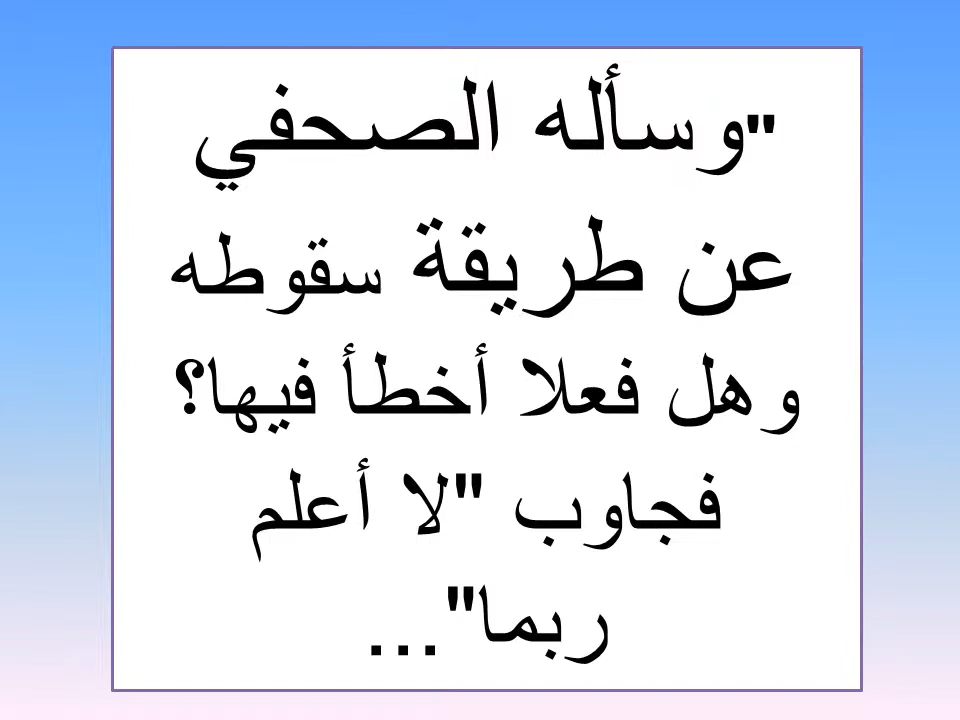 "وسأله الصحفي
عن طريقة سقوطه
وهل فعلا أخطأ فيها؟
فجاوب "لا أعلم
ربما"...